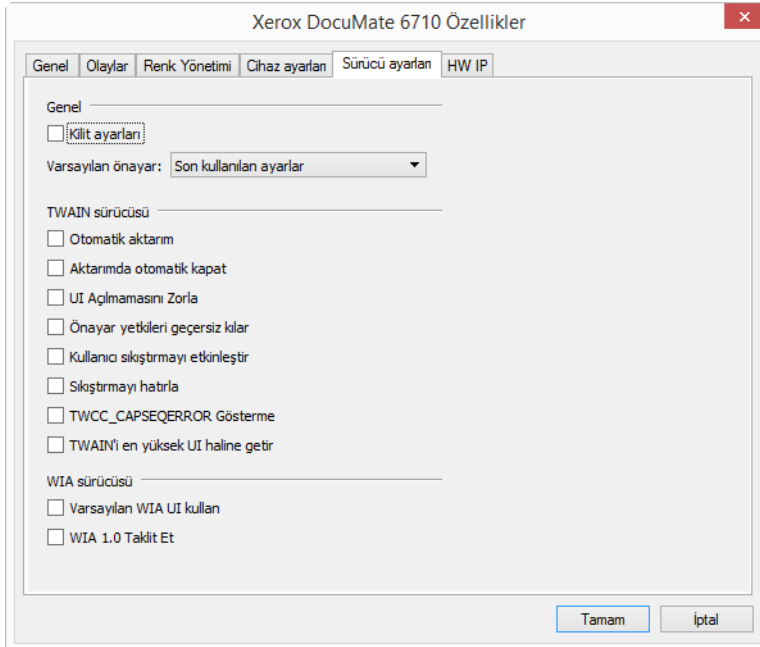 Xerox DocuMate 6710 Özellikler
Genel Olaylar Renk Yönetimi Cihaz ayarları Sürücü ayarları HW IP
Genel
Kilit ayarları
Varsayılan önayar: Son kullanılan ayarlar
TWAIN sürücüsü
Otomatik aktarım
Aktarımda otomatik kapat
UI Açılmamasını Zorla
Önayar yetkileri geçersiz kılar
Kullanıcı sıkıştırmayı etkinleştir
Sıkıştırmayı hatırla
TWCC_CAPSEQERROR Gösterme
TWAIN'i en yüksek UI haline getir
WIA sürücüsü
Varsayılan WIA UI kullan
WIA 1.0 Taklit Et
Tamam İptal